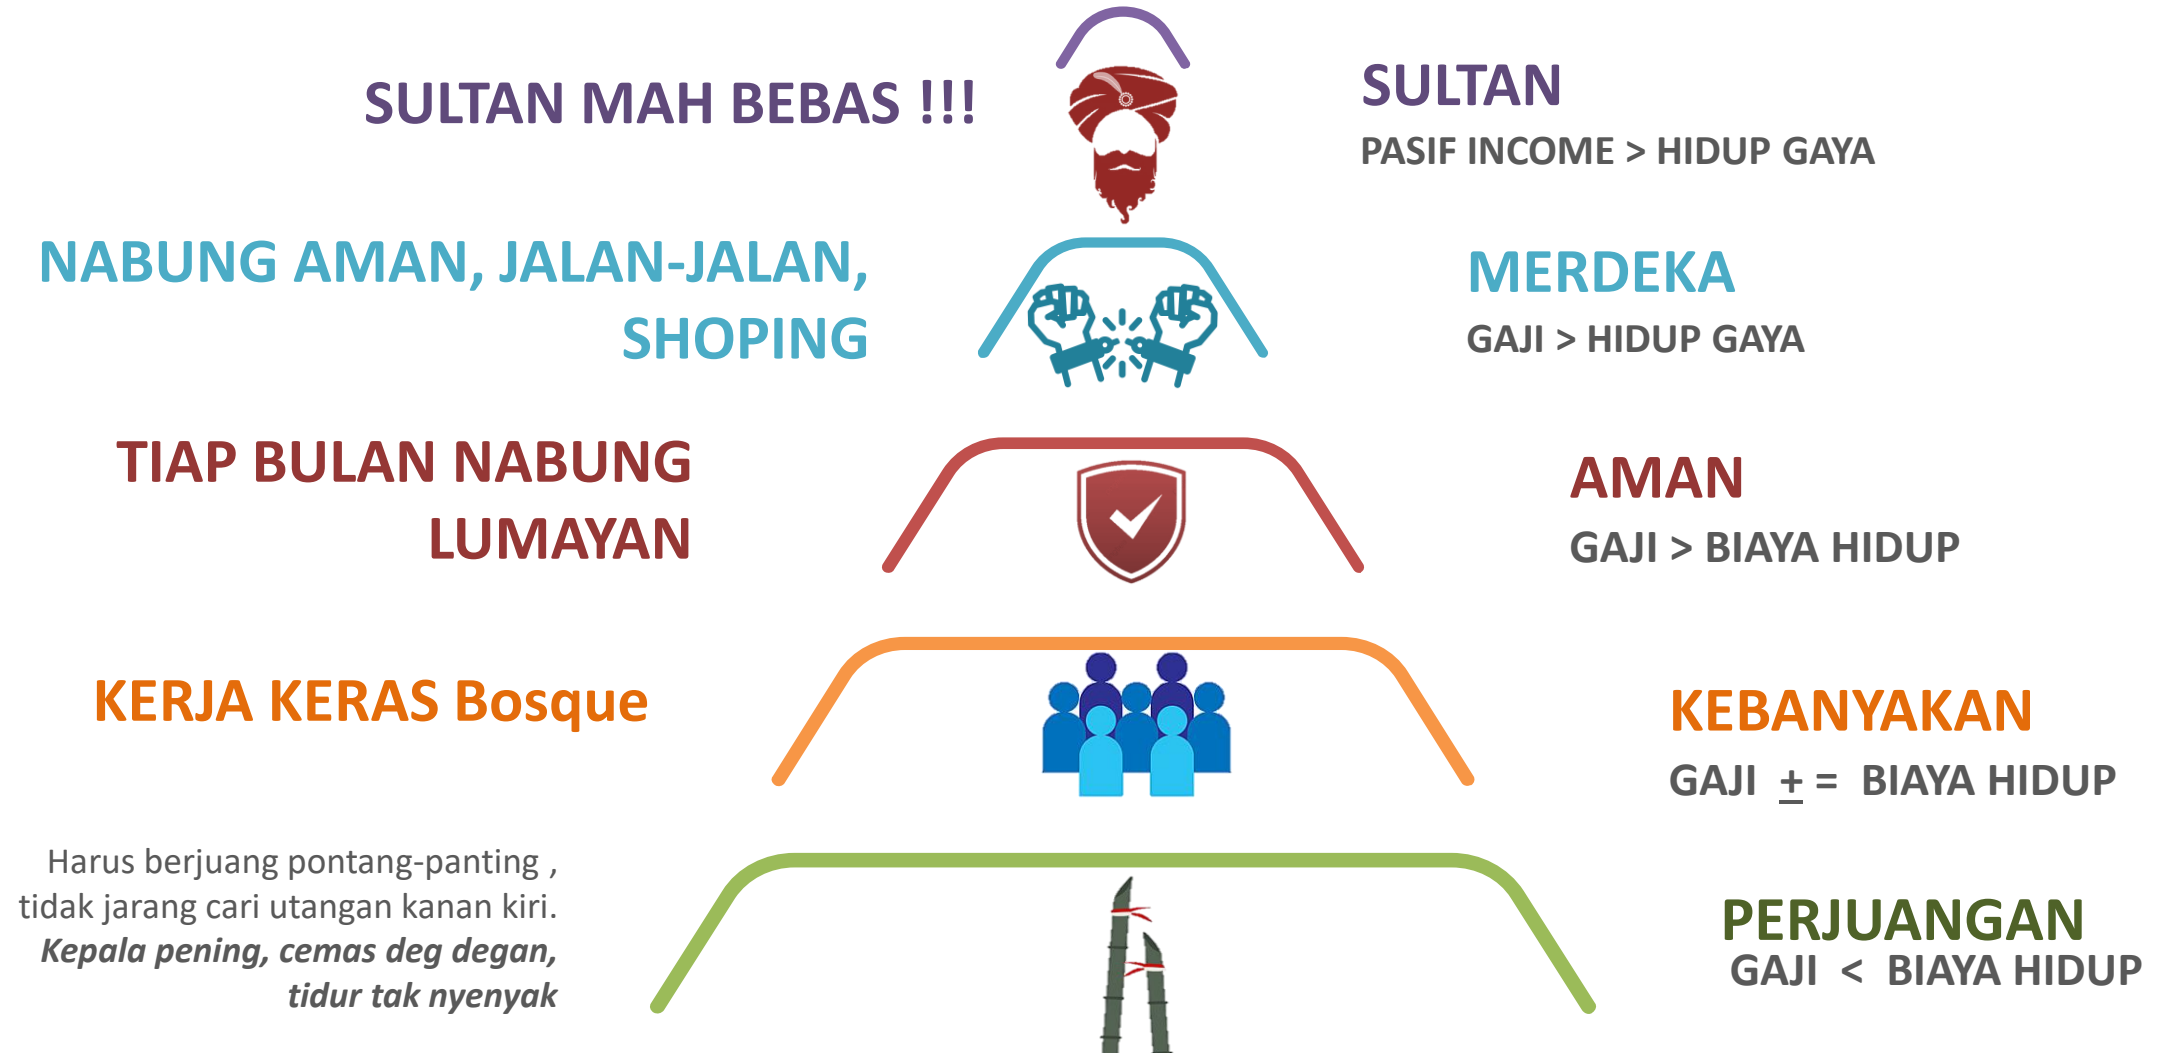 SULTAN MAH BEBAS !!!
SULTAN
PASIF INCOME > HIDUP GAYA
NABUNG AMAN, JALAN-JALAN,
SHOPING
MERDEKA
GAJI > HIDUP GAYA
TIAP BULAN NABUNG
LUMAYAN
AMAN
GAJI > BIAYA HIDUP
KERJA KERAS Bosque
KEBANYAKAN
GAJI ± = BIAYA HIDUP
Harus berjuang pontang-panting ,
tidak jarang cari utangan kanan kiri.
Kepala pening, cemas deg degan,
tidur tak nyenyak
PERJUANGAN
GAJI < BIAYA HIDUP